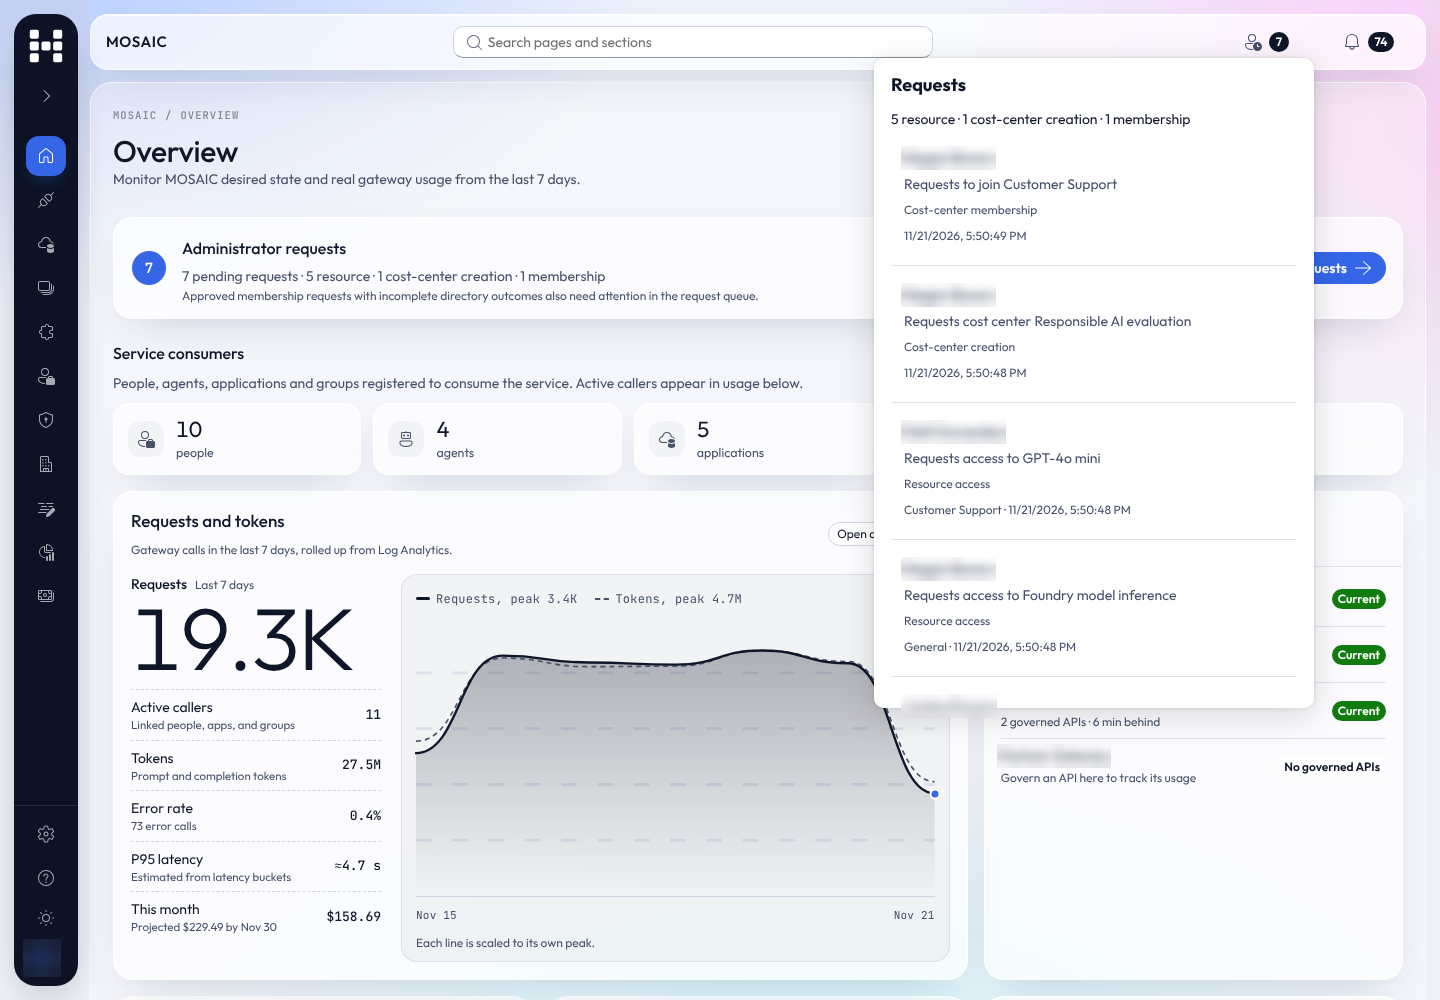 MOSAIC
Search pages and sections
7
74
MOSAIC / OVERVIEW
Overview
Monitor MOSAIC desired state and real gateway usage from the last 7 days.
7
Administrator requests
7 pending requests · 5 resource · 1 cost-center creation · 1 membership
Approved membership requests with incomplete directory outcomes also need attention in the request queue.
Service consumers
People, agents, applications and groups registered to consume the service. Active callers appear in usage below.
10
people
4
agents
5
applications
Requests and tokens
Gateway calls in the last 7 days, rolled up from Log Analytics.
Open
Requests Last 7 days
19.3K
Active callers
Linked people, apps, and groups
11
Tokens
Prompt and completion tokens
27.5M
Error rate
73 error calls
0.4%
P95 latency
Estimated from latency buckets
≈4.7 s
This month
Projected $229.49 by Nov 30
$158.69
Requests, peak 3.4K
Tokens, peak 4.7M
Nov 15
Nov 21
Each line is scaled to its own peak.
Requests
5 resource · 1 cost-center creation · 1 membership
Requests to join Customer Support
Cost-center membership
11/21/2026, 5:50:49 PM
Requests cost center Responsible AI evaluation
Cost-center creation
11/21/2026, 5:50:48 PM
Requests access to GPT-4o mini
Resource access
Customer Support · 11/21/2026, 5:50:48 PM
Requests access to Foundry model inference
Resource access
General · 11/21/2026, 5:50:48 PM
uests
Current
Current
Current
2 governed APIs · 6 min behind
Govern an API here to track its usage
No governed APIs